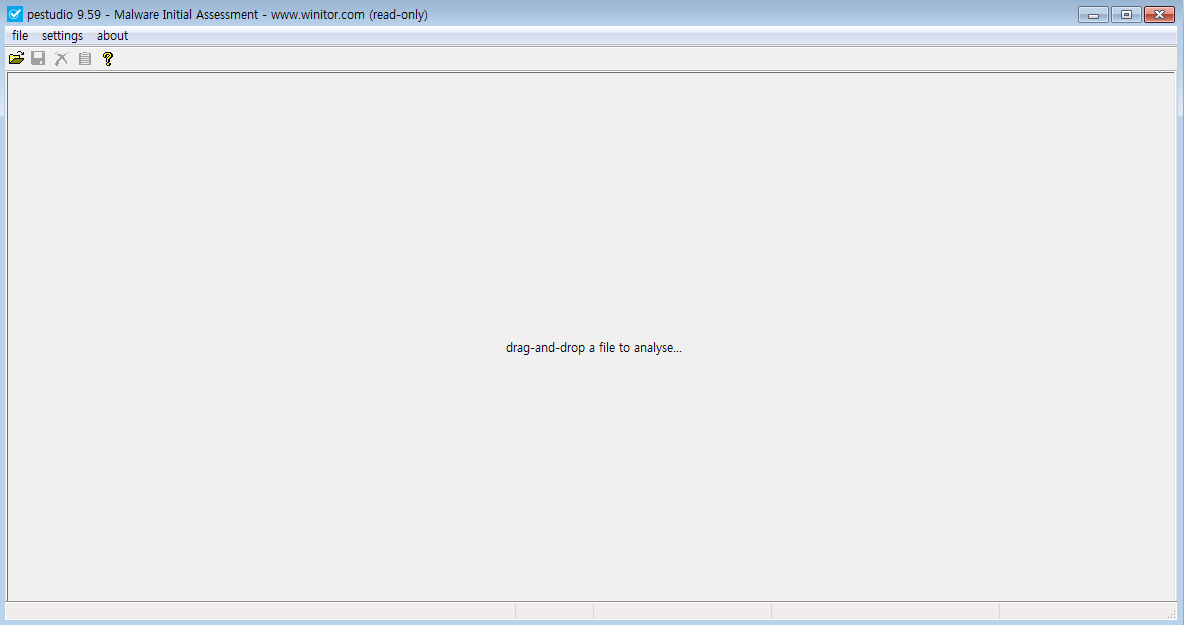 pestudio 9.59 - Malware Initial Assessment - www.winitor.com (read-only)
file settings about
drag-and-drop a file to analyse...